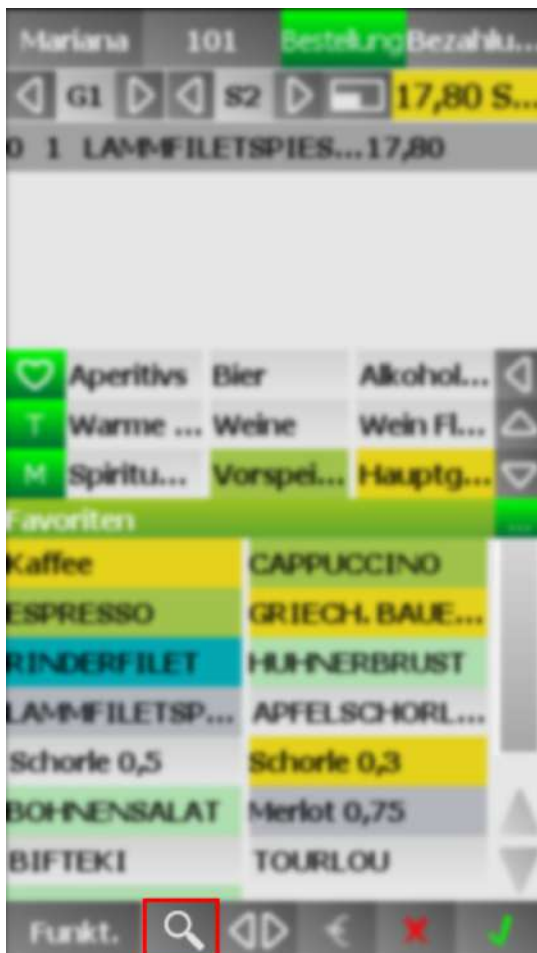 Mariana 101 Bestellung Bezahlu...
G1 S2 17,80 S...
0 1 LAMMFILETSPIES...17,80
Aperitivs Bier Alkohol...
T Warme ... Weine Wein Fl...
M Spiritu... Vorspei... Hauptg...
Favoriten ...
Kaffee CAPPUCCINO
ESPRESSO GRIECH. BAUE...
RINDERFILET HUHNERBRUST
LAMMFILETSP... APFELSCHORL...
Schorle 0,5 Schorle 0,3
BOHNENSALAT Merlot 0,75
BIFTEKI TOURLOU
Funkt. €